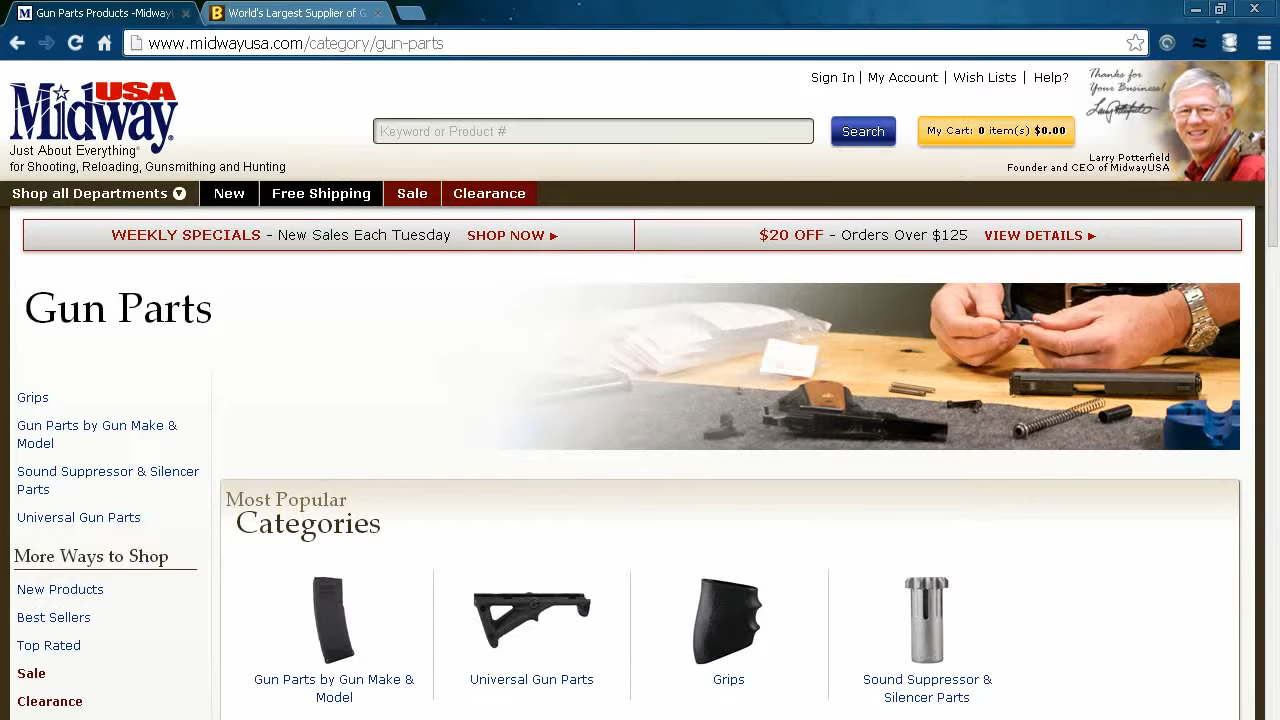 Gun Parts Products -Midway
World's Largest Supplier of G
www.midwayusa.com/category/gun-parts
Sign In | My Account | Wish Lists | Help?
Thanks for
Your Business!
MidwayUSA
Just About Everything
for Shooting, Reloading, Gunsmithing and Hunting
Keyword or Product #
Search
My Cart: 0 item(s) $0.00
Larry Potterfield
Founder and CEO of MidwayUSA
Shop all Departments
New
Free Shipping
Sale
Clearance
WEEKLY SPECIALS - New Sales Each Tuesday SHOP NOW ▶
$20 OFF - Orders Over $125 VIEW DETAILS ▶
Gun Parts
Grips
Gun Parts by Gun Make &
Model
Sound Suppressor & Silencer
Parts
Universal Gun Parts
More Ways to Shop
New Products
Best Sellers
Top Rated
Sale
Clearance
Most Popular
Categories
Gun Parts by Gun Make &
Model
Universal Gun Parts
Grips
Sound Suppressor &
Silencer Parts